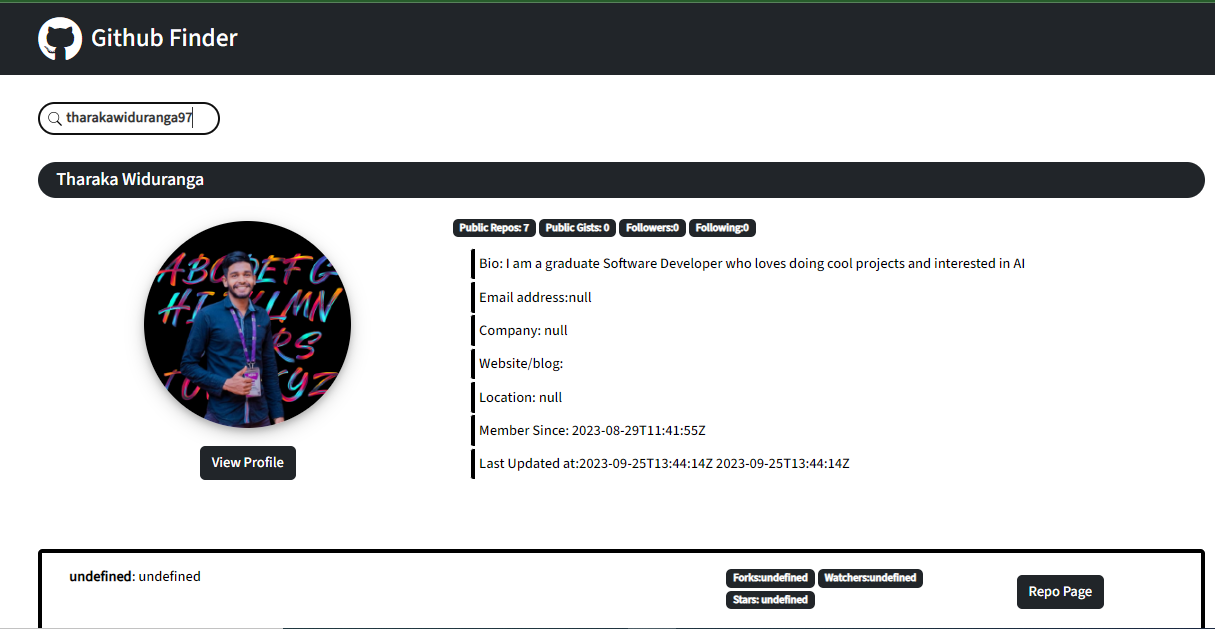 Github Finder
tharakawiduranga97
Tharaka Widuranga
Public Repos: 7 Public Gists: 0 Followers:0 Following:0
Bio: I am a graduate Software Developer who loves doing cool projects and interested in AI
Email address:null
Company: null
Website/blog:
Location: null
Member Since: 2023-08-29T11:41:55Z
Last Updated at:2023-09-25T13:44:14Z 2023-09-25T13:44:14Z
View Profile
undefined: undefined
Forks:undefined Watchers:undefined
Stars: undefined
Repo Page